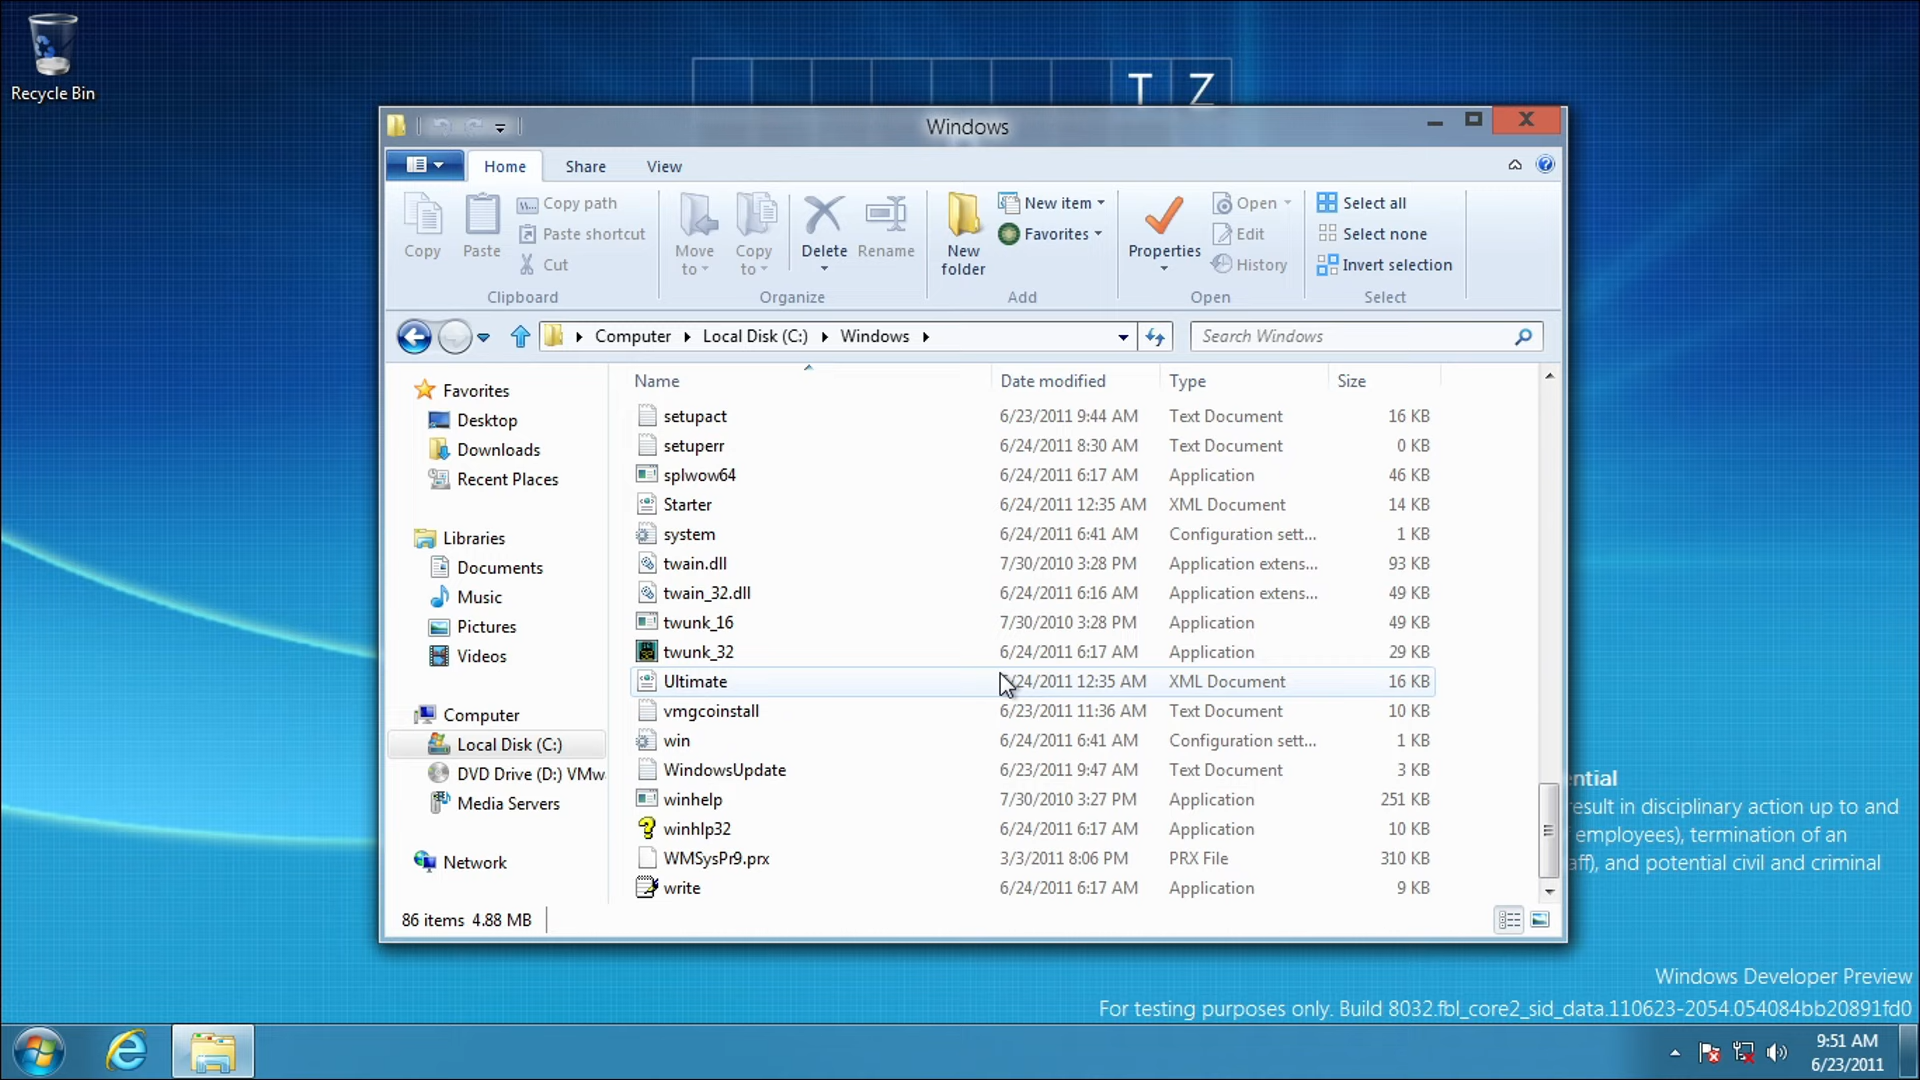 Recycle Bin
T Z
Windows
Home Share View
Copy
Paste
Copy path
Paste shortcut
Cut
Clipboard
Move to
Copy to
Delete
Rename
Organize
New folder
New item
Favorites
Add
Properties
Open
Edit
History
Open
Select all
Select none
Invert selection
Select
Computer Local Disk (C:) Windows
Search Windows
Favorites
Desktop
Downloads
Recent Places
Libraries
Documents
Music
Pictures
Videos
Computer
Local Disk (C:)
DVD Drive (D:) VMw
Media Servers
Network
Name Date modified Type Size
setupact 6/23/2011 9:44 AM Text Document 16 KB
setuperr 6/24/2011 8:30 AM Text Document 0 KB
splwow64 6/24/2011 6:17 AM Application 46 KB
Starter 6/24/2011 12:35 AM XML Document 14 KB
system 6/24/2011 6:41 AM Configuration sett... 1 KB
twain.dll 7/30/2010 3:28 PM Application extens... 93 KB
twain_32.dll 6/24/2011 6:16 AM Application extens... 49 KB
twunk_16 7/30/2010 3:28 PM Application 49 KB
twunk_32 6/24/2011 6:17 AM Application 29 KB
Ultimate /24/2011 12:35 AM XML Document 16 KB
vmgcoinstall 6/23/2011 11:36 AM Text Document 10 KB
win 6/24/2011 6:41 AM Configuration sett... 1 KB
WindowsUpdate 6/23/2011 9:47 AM Text Document 3 KB
winhelp 7/30/2010 3:27 PM Application 251 KB
winhlp32 6/24/2011 6:17 AM Application 10 KB
WMSysPr9.prx 3/3/2011 8:06 PM PRX File 310 KB
write 6/24/2011 6:17 AM Application 9 KB
86 items 4.88 MB
ential
result in disciplinary action up to and
employees), termination of an
aff), and potential civil and criminal
Windows Developer Preview
For testing purposes only. Build 8032.fbl_core2_sid_data.110623-2054.054084bb20891fd0
9:51 AM
6/23/2011